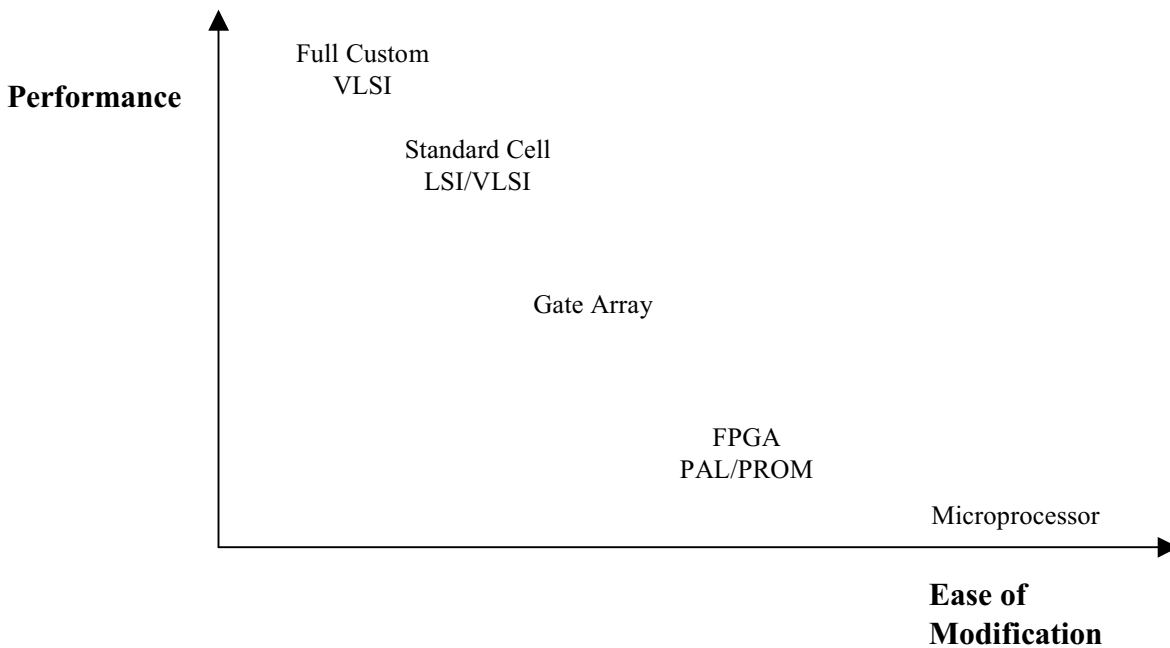 Full Custom
VLSI
Performance
Standard Cell
LSI/VLSI
Gate Array
FPGA
PAL/PROM
Microprocessor
Ease of
Modification